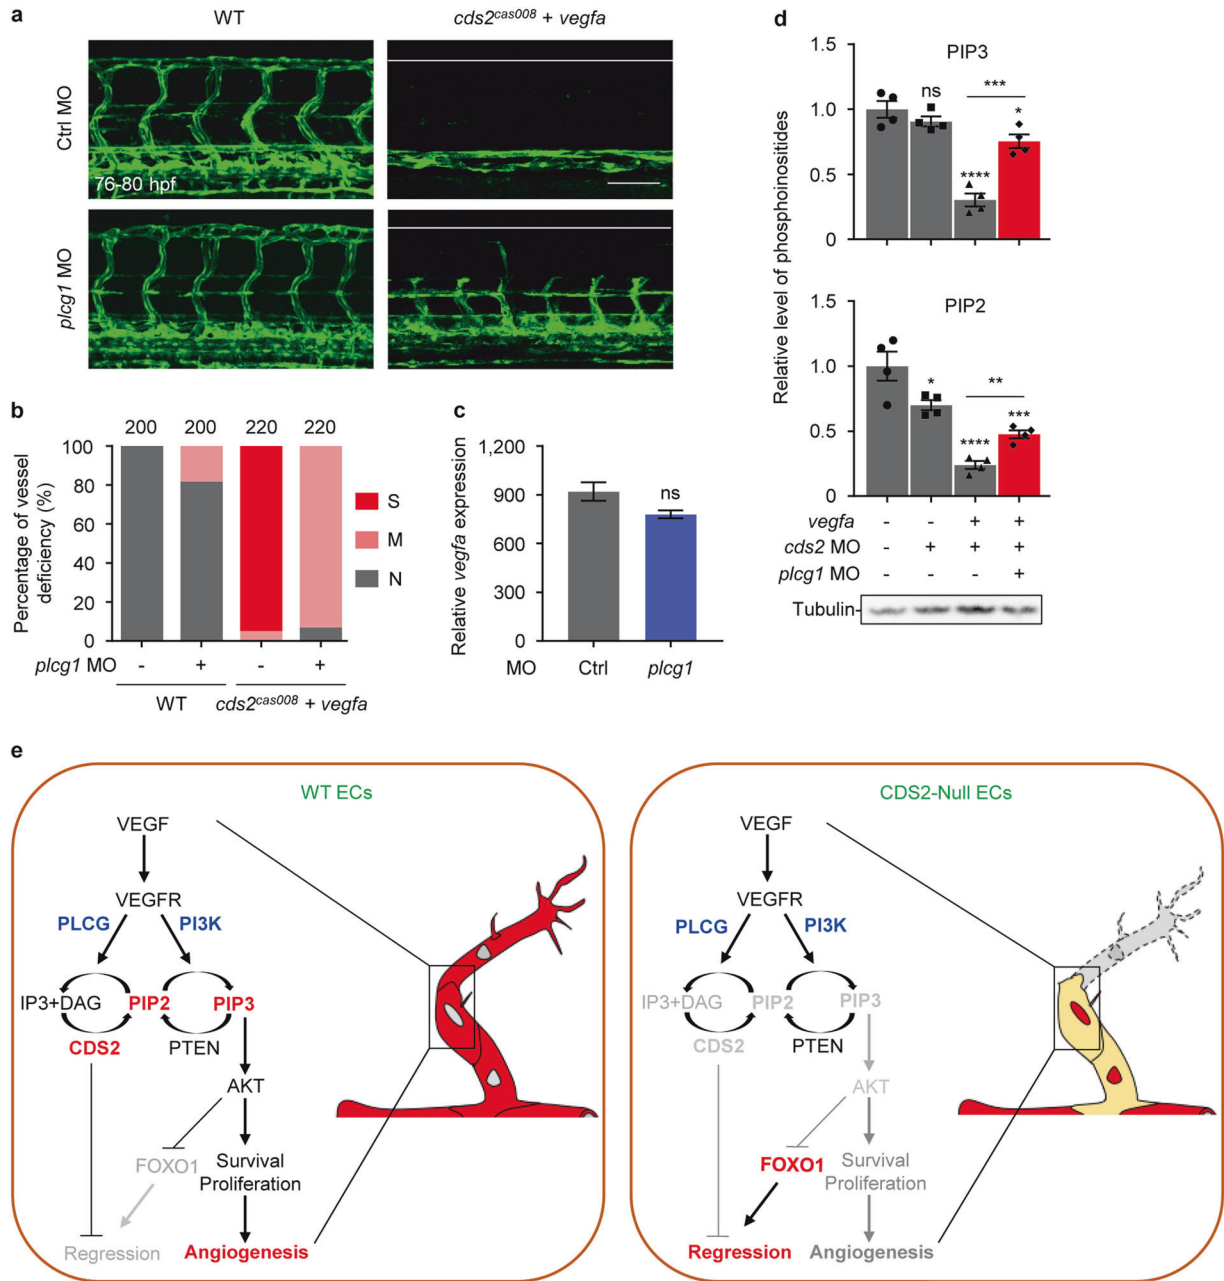 a
WT
cds2cas008 + vegfa
Ctrl MO
76-80 hpf
plcg1 MO
b
200 200 220 220
Percentage of vessel
deficiency (%)
100
80
60
40
20
0
S
M
N
plcg1 MO - + - +
WT cds2cas008 + vegfa
c
Relative vegfa expression
1,200
900
600
300
0
ns
MO Ctrl plcg1
d
Relative level of phosphoinositides
PIP3
1.5
1.0
0.5
0
ns
****
***
*
PIP2
1.5
1.0
0.5
0
*
****
**
***
vegfa - - + +
cds2 MO - + + +
plcg1 MO - - - +
Tubulin-
e
WT ECs
VEGF
VEGFR
PLCG PI3K
IP3+DAG PIP2 PIP3
CDS2 PTEN
AKT
FOXO1 Survival
Proliferation
Regression Angiogenesis
CDS2-Null ECs
VEGF
VEGFR
PLCG PI3K
IP3+DAG PIP2 PIP3
CDS2 PTEN
AKT
FOXO1 Survival
Proliferation
Regression Angiogenesis